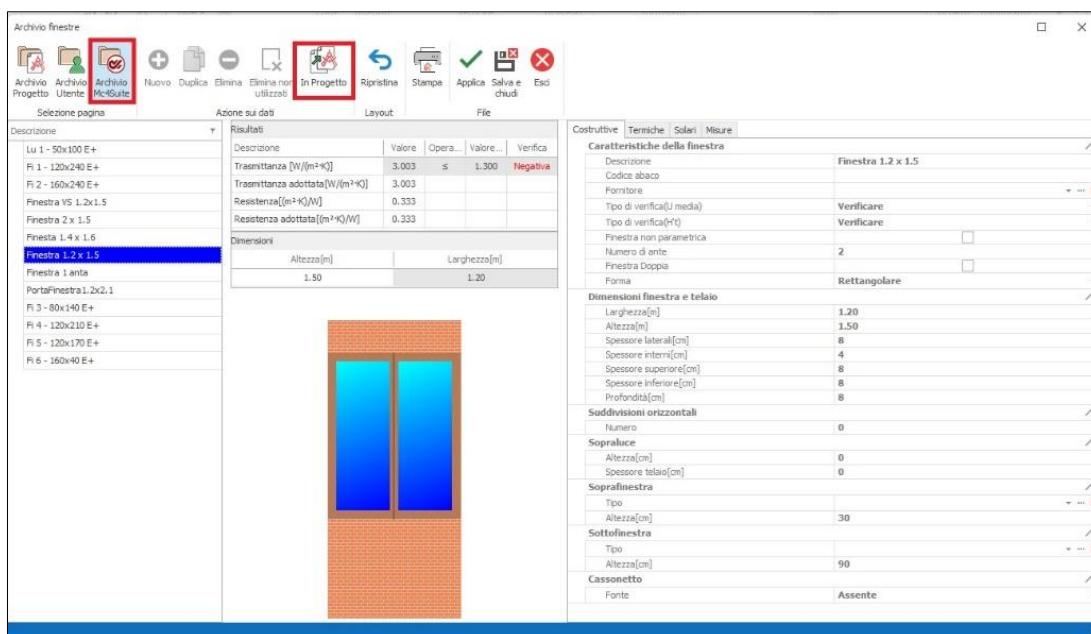 Archivio finestre
Archivio Progetto
Archivio Utente
Archivio Mc4Suite
Nuovo
Duplica
Elimina
Elimina non utilizzati
In Progetto
Ripristina
Stampa
Applica
Salva e chiudi
Esci
Selezione pagina
Azione sui dati
Layout
File
Descrizione
Lu 1 - 50x100 E+
Fi 1 - 120x240 E+
Fi 2 - 160x240 E+
Finestra VS 1.2x1.5
Finestra 2 x 1.5
Finesta 1.4 x 1.6
Finestra 1.2 x 1.5
Finestra 1 anta
PortaFinestra1.2x2.1
Fi 3 - 80x140 E+
Fi 4 - 120x210 E+
Fi 5 - 120x170 E+
Fi 6 - 160x40 E+
Risultati
Descrizione Valore Opera... Valore... Verifica
Trasmittanza [W/(m²·K)] 3.003 ≤ 1.300 Negativa
Trasmittanza adottata[W/(m²·K)] 3.003
Resistenza[(m²·K)/W] 0.333
Resistenza adottata[(m²·K)/W] 0.333
Dimensioni
Altezza[m] Larghezza[m]
1.50 1.20
Costruttive Termiche Solari Misure
Caratteristiche della finestra
Descrizione Finestra 1.2 x 1.5
Codice abaco
Fornitore
Tipo di verifica(U media) Verificare
Tipo di verifica(H't) Verificare
Finestra non parametrica
Numero di ante 2
Finestra Doppia
Forma Rettangolare
Dimensioni finestra e telaio
Larghezza[m] 1.20
Altezza[m] 1.50
Spessore laterali[cm] 8
Spessore interni[cm] 4
Spessore superiore[cm] 8
Spessore inferiore[cm] 8
Profondità[cm] 8
Suddivisioni orizzontali
Numero 0
Sopraluce
Altezza[cm] 0
Spessore telaio[cm] 0
Soprafinestra
Tipo
Altezza[cm] 30
Sottofinestra
Tipo
Altezza[cm] 90
Cassonetto
Fonte Assente